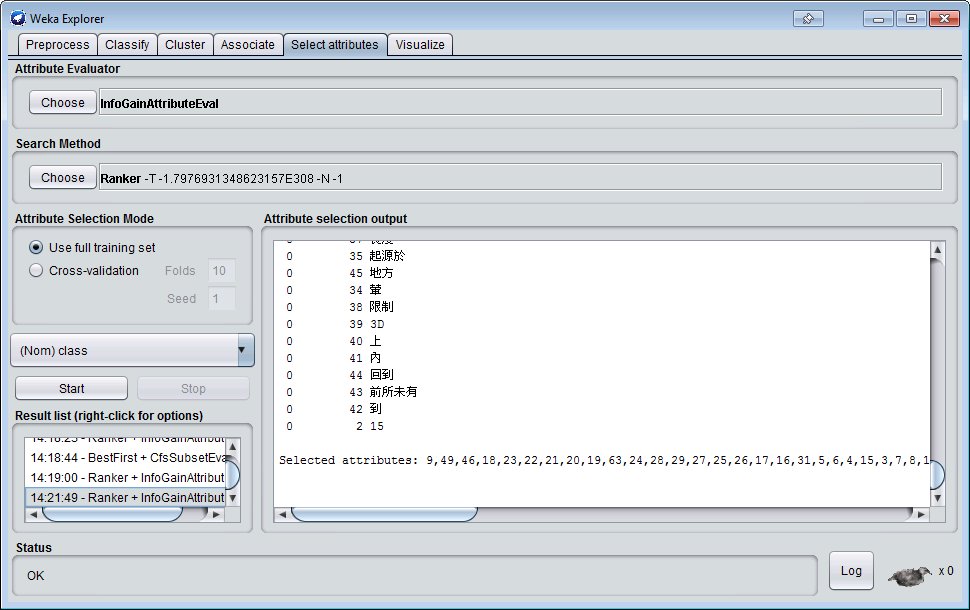 Weka Explorer
Preprocess Classify Cluster Associate Select attributes Visualize
Attribute Evaluator
Choose InfoGainAttributeEval
Search Method
Choose Ranker -T -1.7976931348623157E308 -N -1
Attribute Selection Mode
Use full training set
Cross-validation Folds 10
Seed 1
(Nom) class
Start Stop
Result list (right-click for options)
14:18:25 - Ranker + InfoGainAttribut
14:18:44 - BestFirst + CfsSubsetEva
14:19:00 - Ranker + InfoGainAttribut
14:21:49 - Ranker + InfoGainAttribut
Attribute selection output
0 35 起源於
0 45 地方
0 34 聳
0 38 限制
0 39 3D
0 40 上
0 41 內
0 44 回到
0 43 前所未有
0 42 到
0 2 15
Selected attributes: 9,49,46,18,23,22,21,20,19,63,24,28,29,27,25,26,17,16,31,5,6,4,15,3,7,8,1
Status
OK
Log
x 0